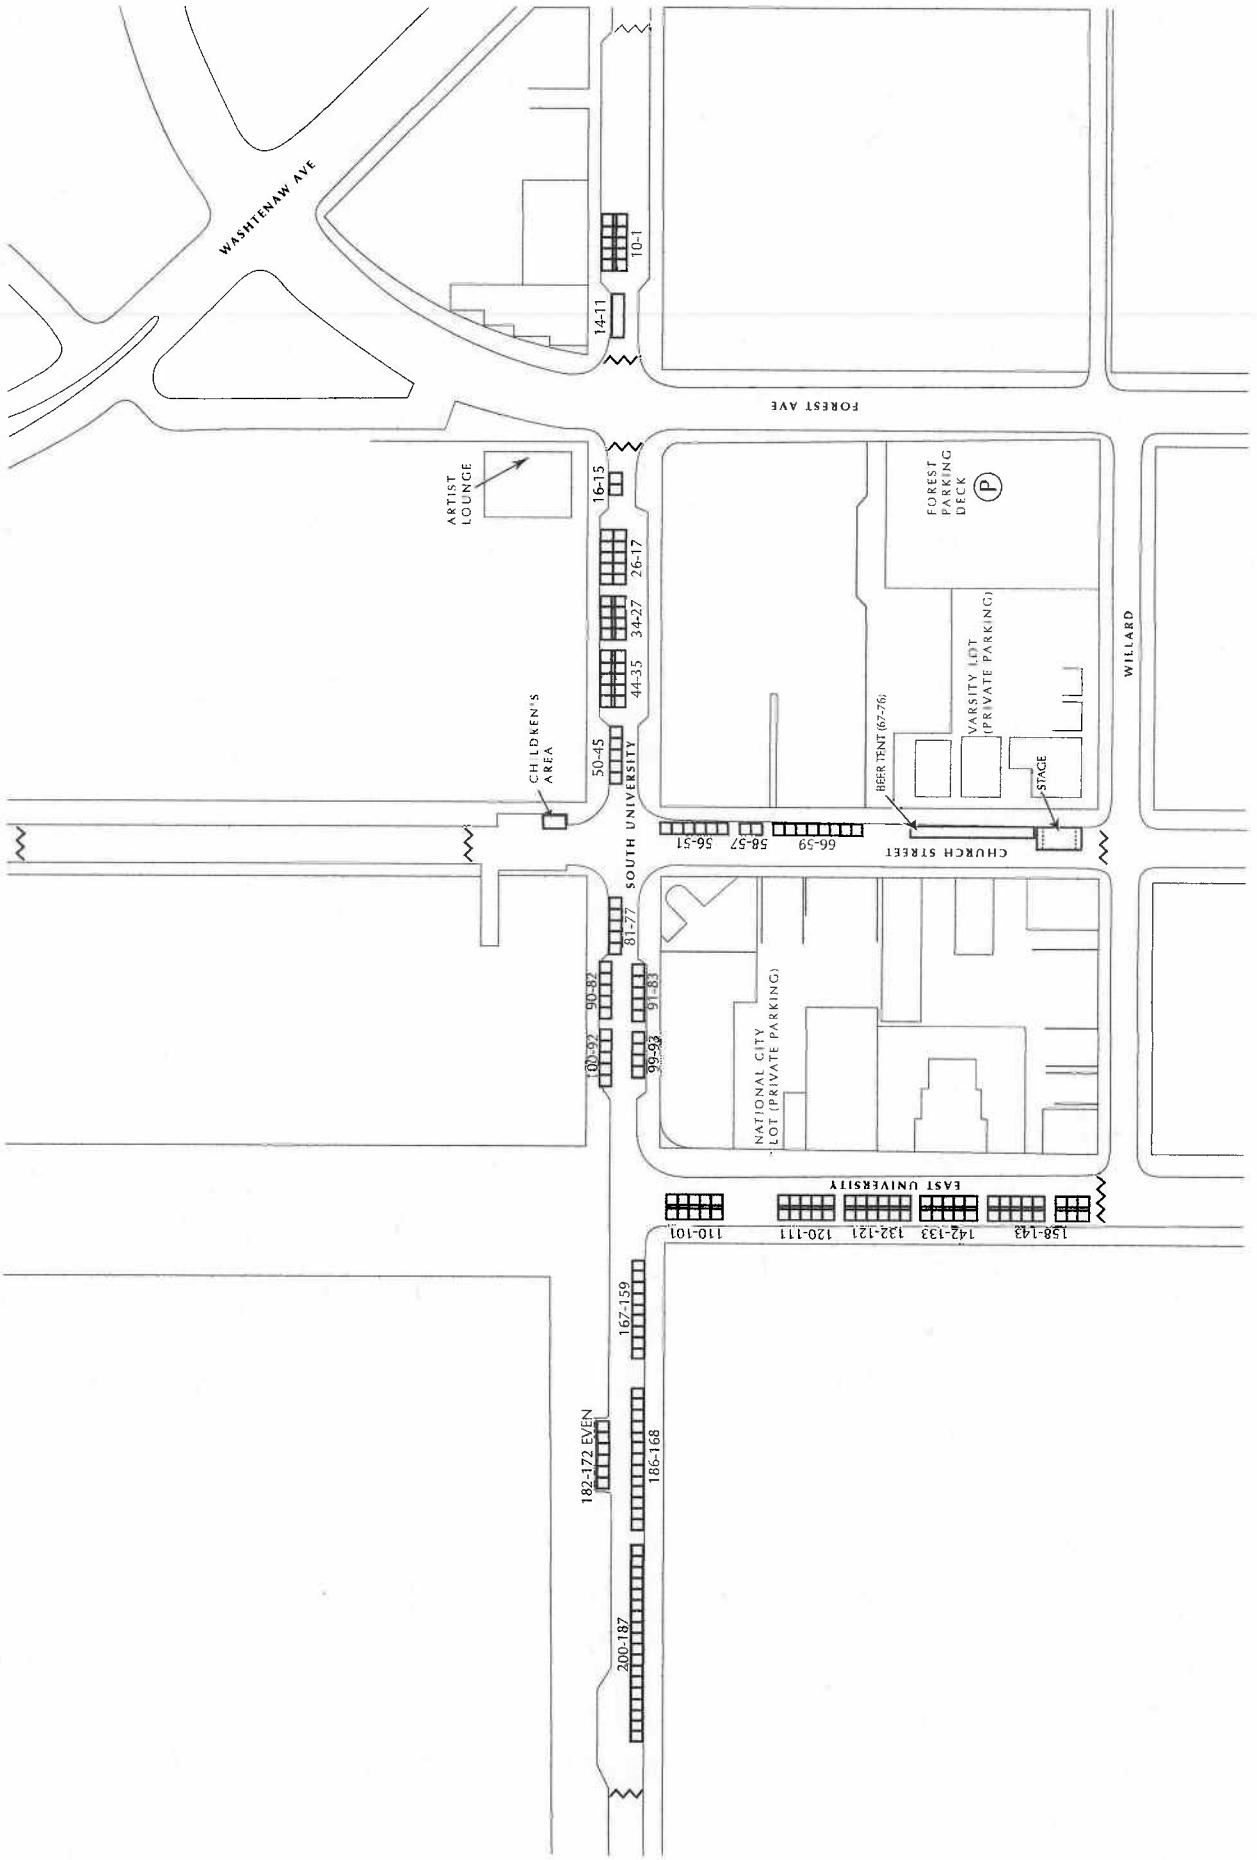 WASHTENAW AVE
10-1
14-11
FOREST AVE
ARTIST
LOUNGE
16-15
26-17
34-27
44-35
50-45
FOREST
PARKING
DECK
P
VARSITY LOT
(PRIVATE PARKING)
WILLARD
CHILDREN'S
AREA
SOUTH UNIVERSITY
BEER TENT (67-76)
STAGE
56-51
58-57
66-59
CHURCH STREET
81-77
90-82
91-83
100-92
99-93
NATIONAL CITY
LOT (PRIVATE PARKING)
EAST UNIVERSITY
110-101
120-111
132-121
142-133
158-143
167-159
182-172 EVEN
186-168
200-187